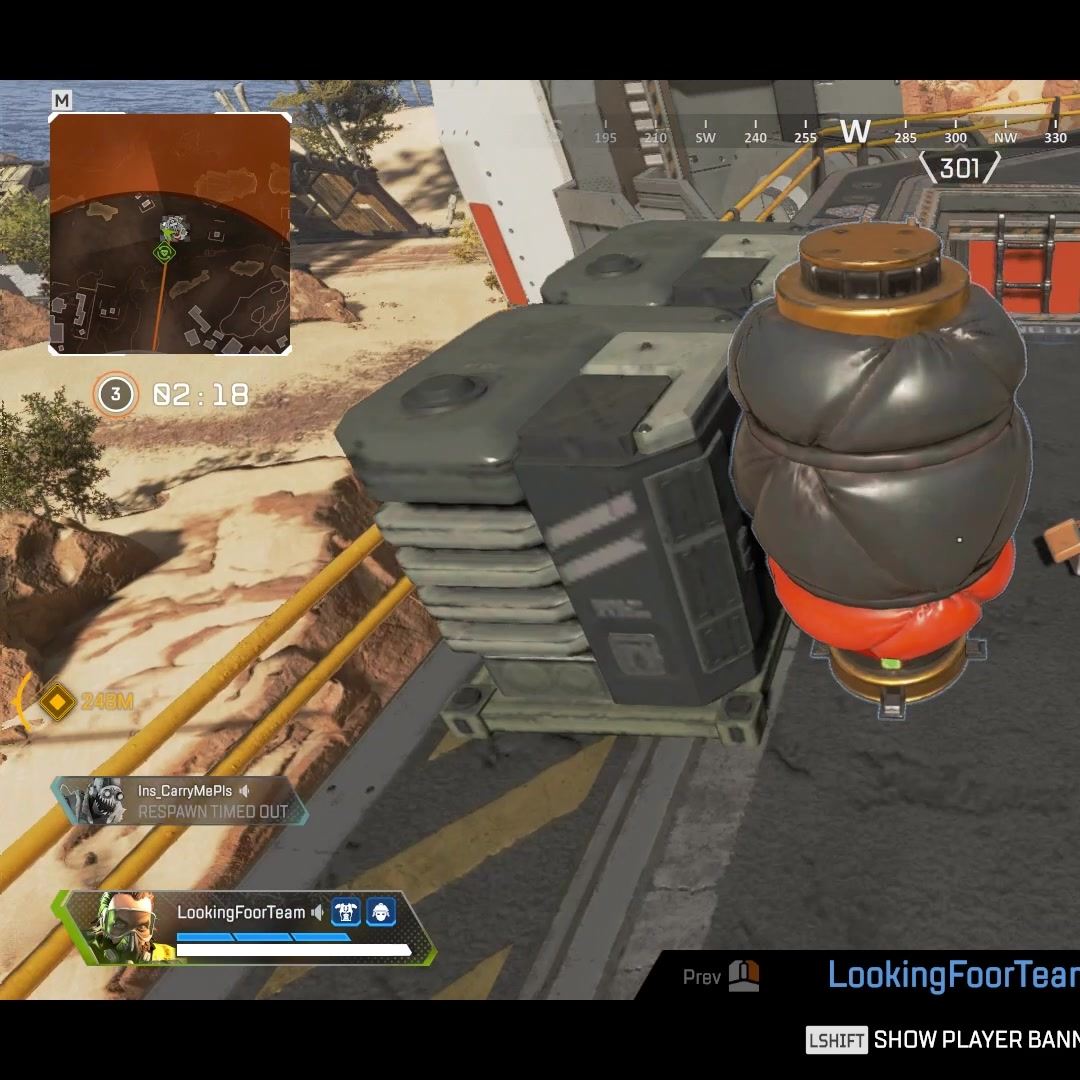 M
195 210 SW 240 255 W 285 300 NW 330
301
3 02:18
248M
Ins_CarryMePls
RESPAWN TIMED OUT
LookingFoorTeam
Prev LookingFoorTeam
LSHIFT SHOW PLAYER BANN